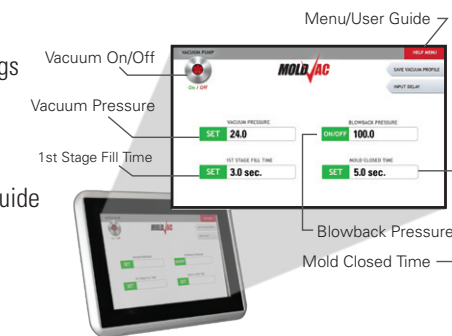 Menu/User Guide
gs
Vacuum On/Off
Vacuum Pressure
1st Stage Fill Time
uide
VACUUM PUMP
HELP MENU
On / Off
MOLD VAC
SAVE VACUUM PROFILE
INPUT DELAY
VACUUM PRESSURE
SET 24.0
BLOWBACK PRESSURE
ON/OFF 100.0
1ST STAGE FILL TIME
SET 3.0 sec.
MOLD CLOSED TIME
SET 5.0 sec.
Blowback Pressure
Mold Closed Time
SET
SET